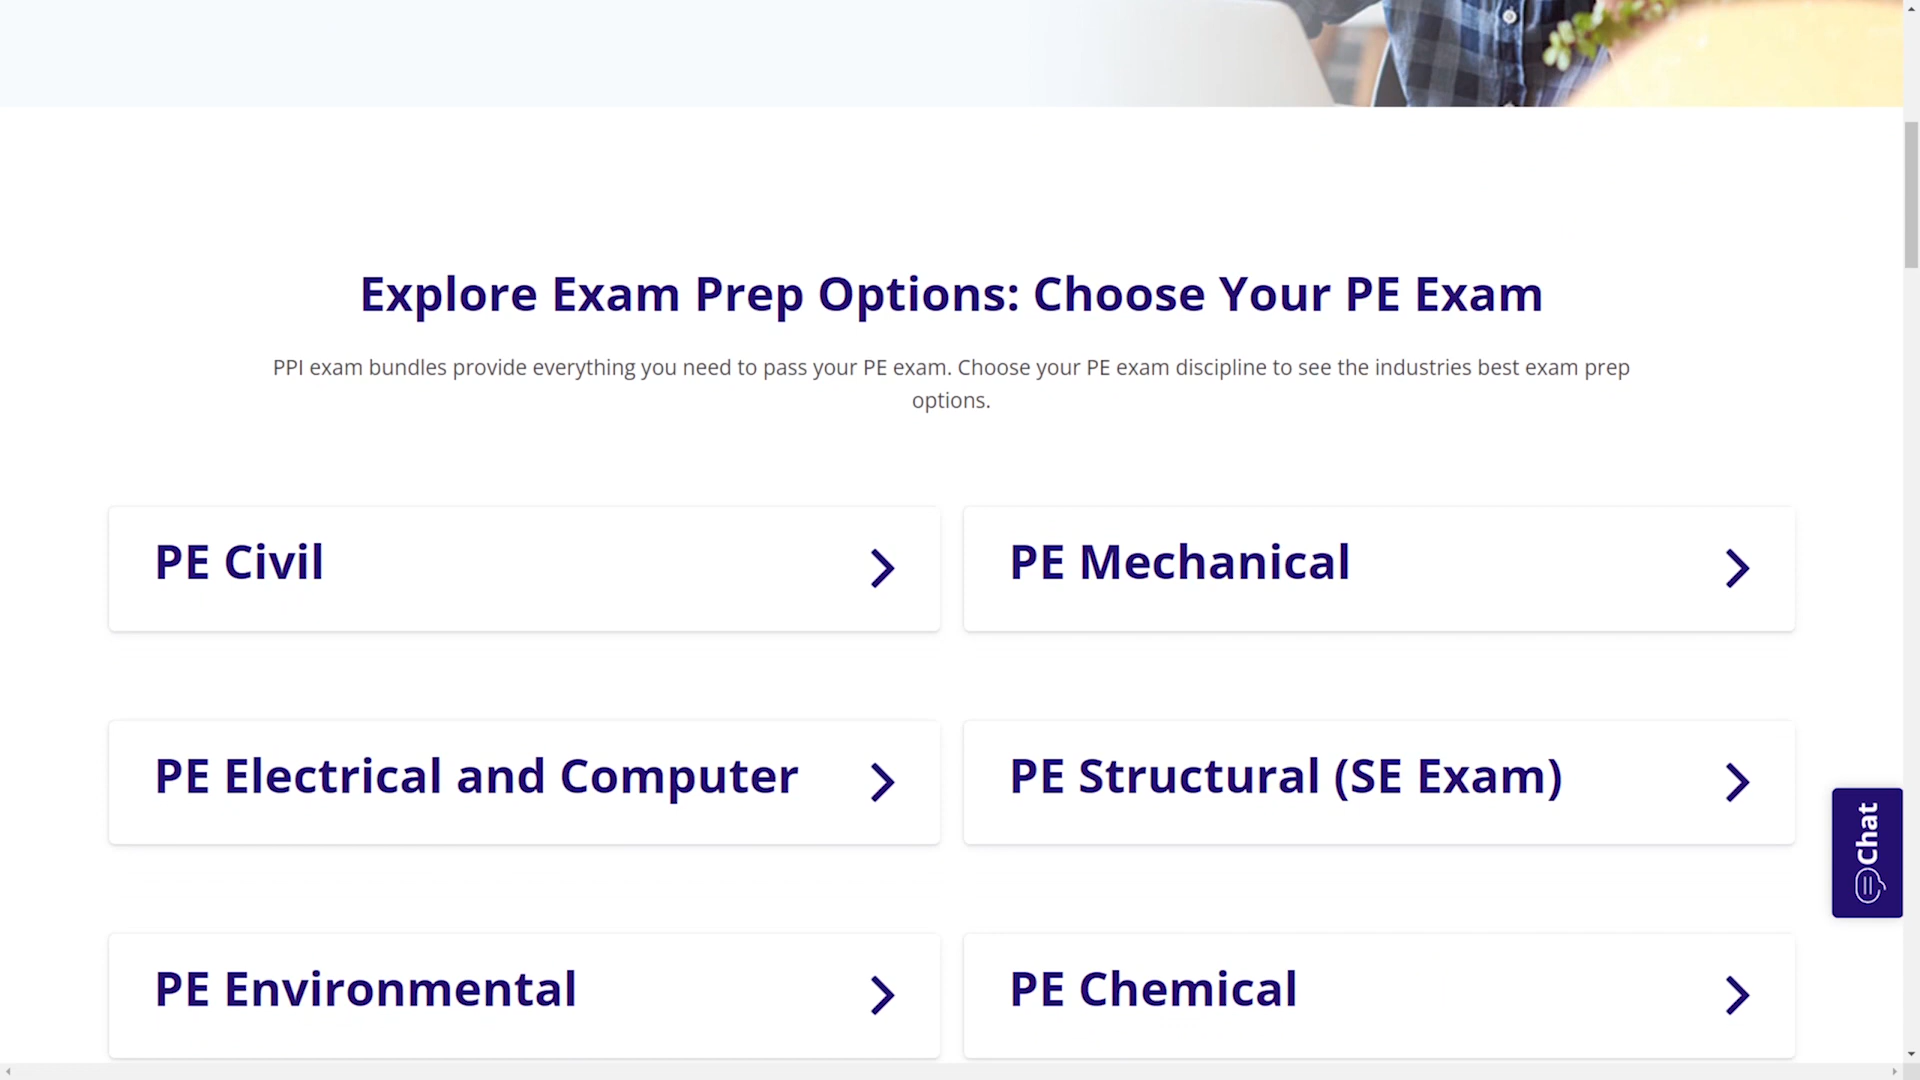 Explore Exam Prep Options: Choose Your PE Exam
PPI exam bundles provide everything you need to pass your PE exam. Choose your PE exam discipline to see the industries best exam prep
options.
PE Civil
PE Mechanical
PE Electrical and Computer
PE Structural (SE Exam)
Chat
PE Environmental
PE Chemical